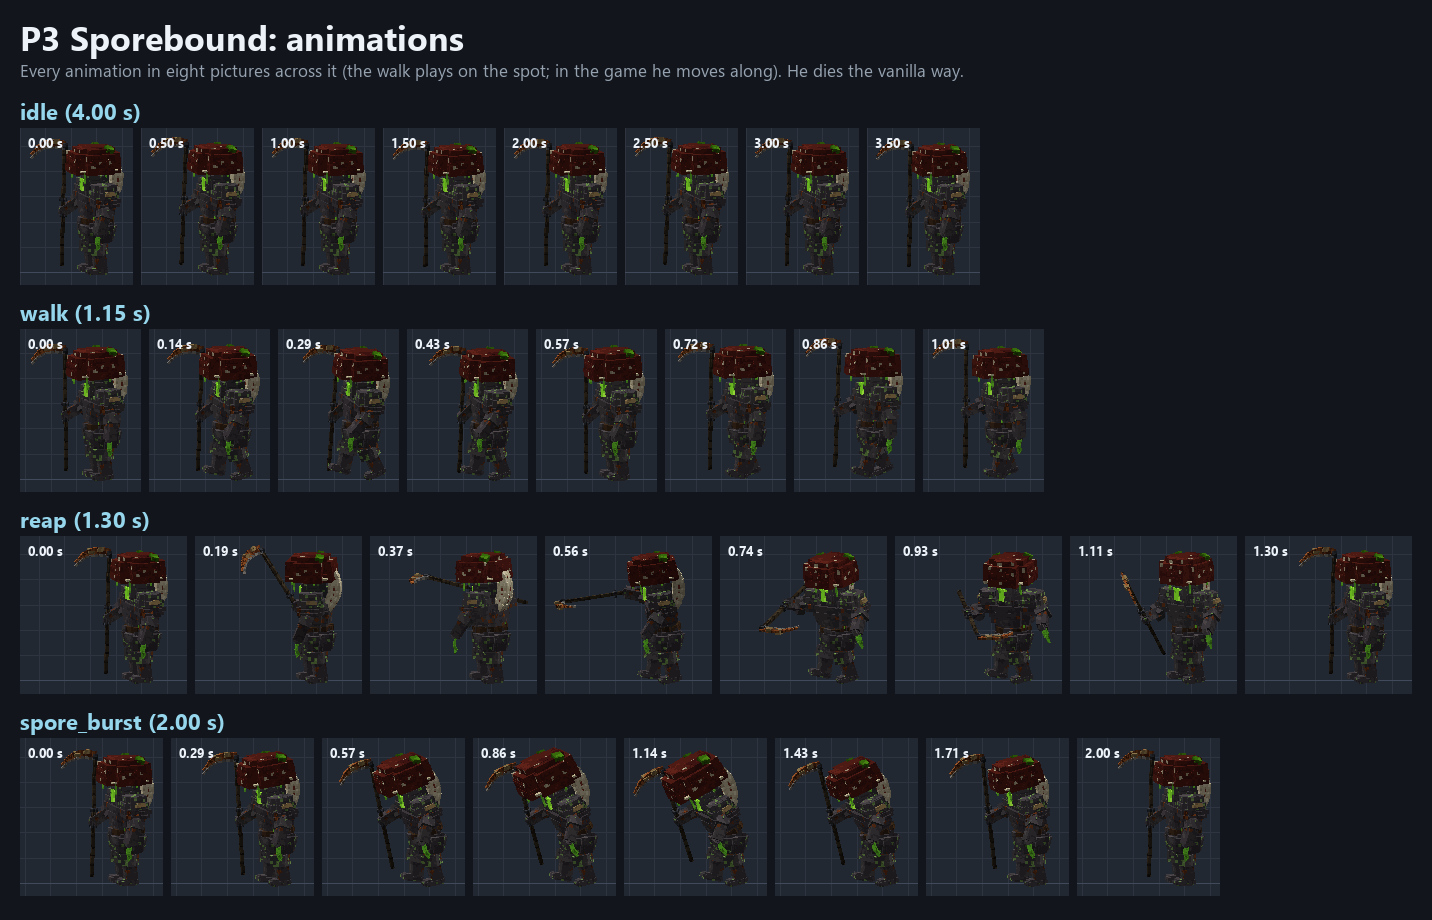 P3 Sporebound: animations
Every animation in eight pictures across it (the walk plays on the spot; in the game he moves along). He dies the vanilla way.
idle (4.00 s)
0.00 s 0.50 s 1.00 s 1.50 s 2.00 s 2.50 s 3.00 s 3.50 s
walk (1.15 s)
0.00 s 0.14 s 0.29 s 0.43 s 0.57 s 0.72 s 0.86 s 1.01 s
reap (1.30 s)
0.00 s 0.19 s 0.37 s 0.56 s 0.74 s 0.93 s 1.11 s 1.30 s
spore_burst (2.00 s)
0.00 s 0.29 s 0.57 s 0.86 s 1.14 s 1.43 s 1.71 s 2.00 s